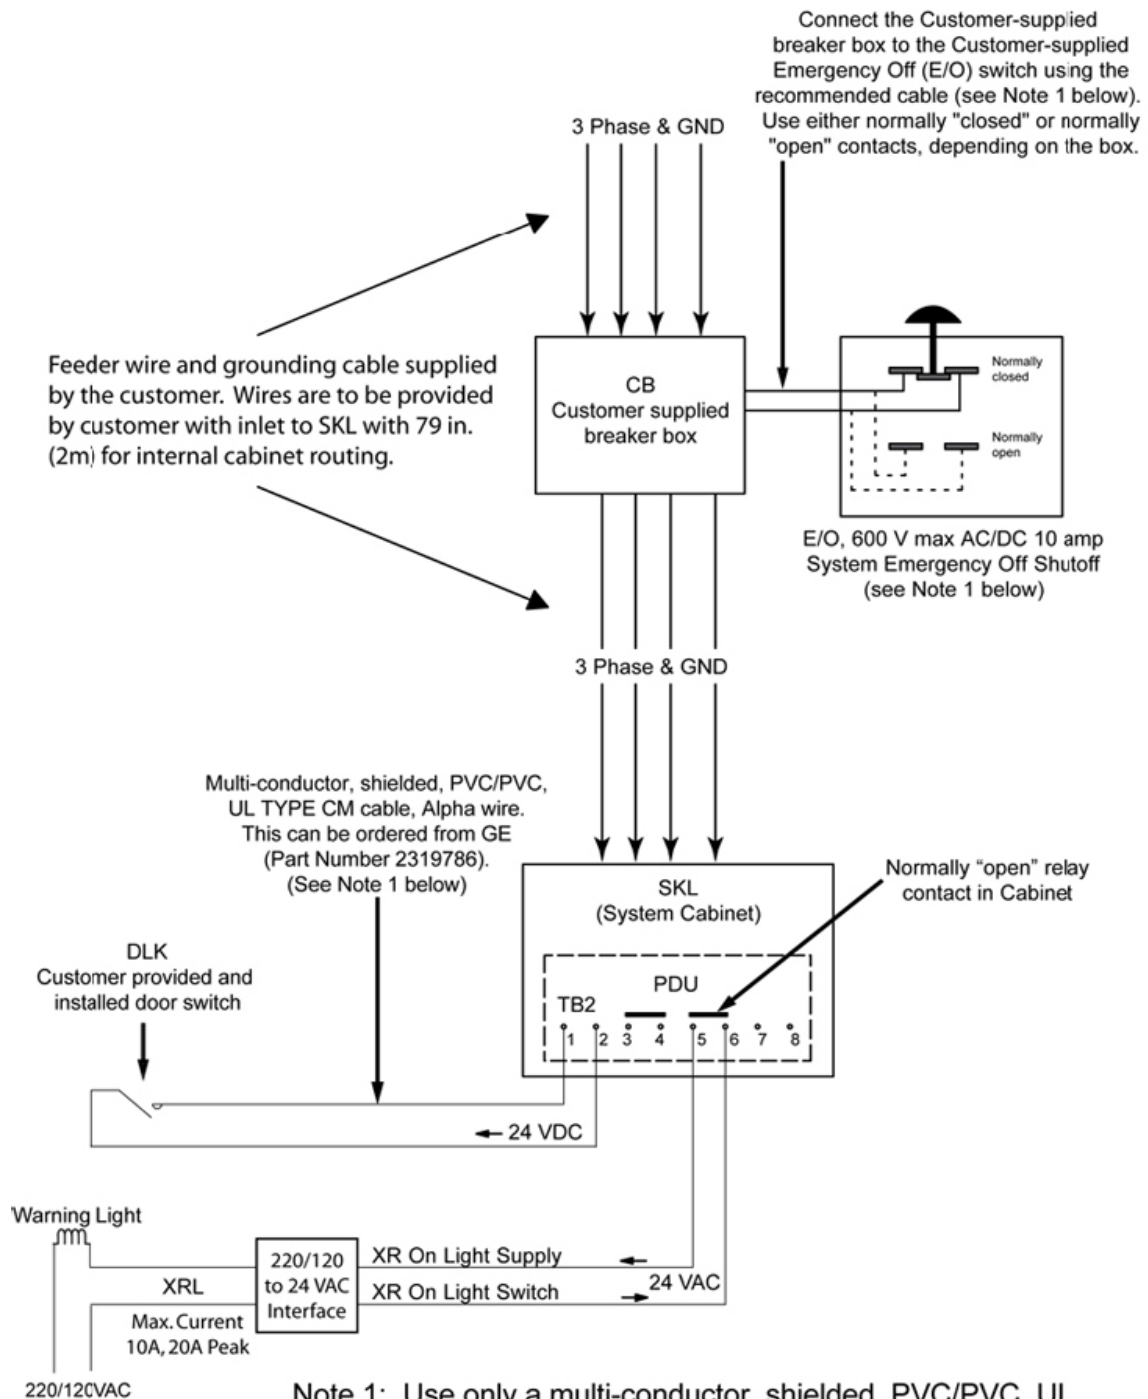 Connect the Customer-supplied
breaker box to the Customer-supplied
Emergency Off (E/O) switch using the
recommended cable (see Note 1 below).
Use either normally "closed" or normally
"open" contacts, depending on the box.
3 Phase & GND
Feeder wire and grounding cable supplied
by the customer. Wires are to be provided
by customer with inlet to SKL with 79 in.
(2m) for internal cabinet routing.
CB
Customer supplied
breaker box
Normally
closed
Normally
open
E/O, 600 V max AC/DC 10 amp
System Emergency Off Shutoff
(see Note 1 below)
3 Phase & GND
Multi-conductor, shielded, PVC/PVC,
UL TYPE CM cable, Alpha wire.
This can be ordered from GE
(Part Number 2319786).
(See Note 1 below)
SKL
(System Cabinet)
Normally “open” relay
contact in Cabinet
DLK
Customer provided and
installed door switch
PDU
TB2
1 2 3 4 5 6 7 8
24 VDC
Warning Light
XRL
Max. Current
10A, 20A Peak
220/120
to 24 VAC
Interface
XR On Light Supply
XR On Light Switch
24 VAC
220/120VAC
Note 1: Use only a multi-conductor, shielded, PVC/PVC, UL